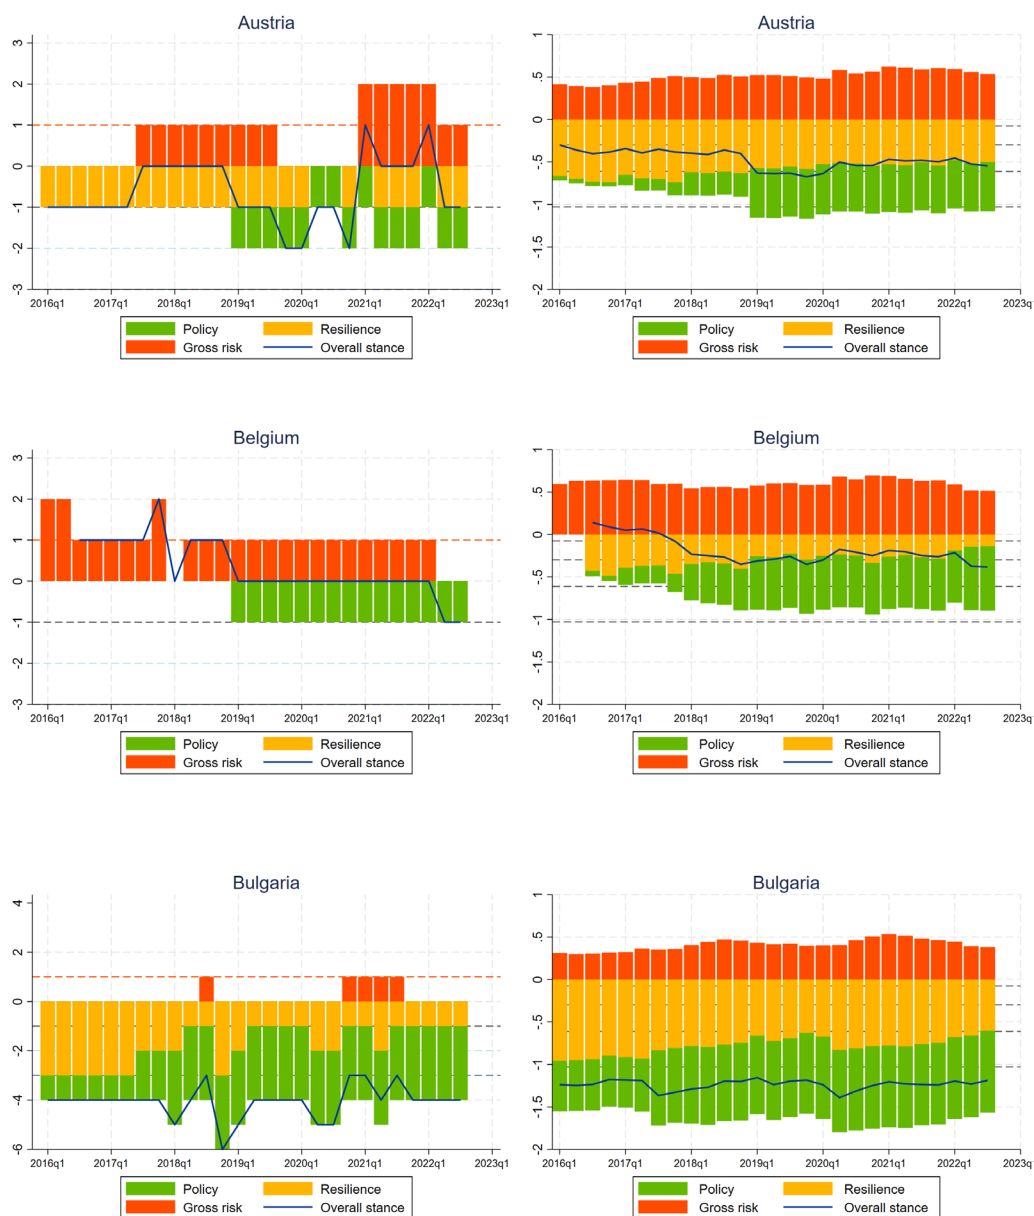 Austria
3
2
1
0
-1
-2
-3
2016q1 2017q1 2018q1 2019q1 2020q1 2021q1 2022q1 2023q1
Policy Resilience
Gross risk Overall stance
Austria
1
.5
0
-.5
-1
-1.5
-2
2016q1 2017q1 2018q1 2019q1 2020q1 2021q1 2022q1 2023q
Policy Resilience
Gross risk Overall stance
Belgium
3
2
1
0
-1
-2
-3
2016q1 2017q1 2018q1 2019q1 2020q1 2021q1 2022q1 2023q1
Policy Resilience
Gross risk Overall stance
Belgium
1
.5
0
-.5
-1
-1.5
-2
2016q1 2017q1 2018q1 2019q1 2020q1 2021q1 2022q1 2023q
Policy Resilience
Gross risk Overall stance
Bulgaria
4
2
0
-2
-4
-6
2016q1 2017q1 2018q1 2019q1 2020q1 2021q1 2022q1 2023q1
Policy Resilience
Gross risk Overall stance
Bulgaria
1
.5
0
-.5
-1
-1.5
-2
2016q1 2017q1 2018q1 2019q1 2020q1 2021q1 2022q1 2023q
Policy Resilience
Gross risk Overall stance